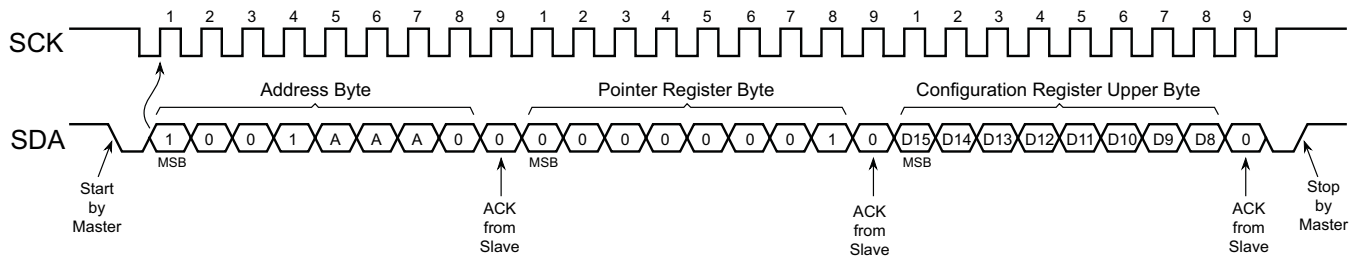 1 2 3 4 5 6 7 8 9 1 2 3 4 5 6 7 8 9 1 2 3 4 5 6 7 8 9
SCK
Address Byte Pointer Register Byte Configuration Register Upper Byte
SDA 1 0 0 1 A A A 0 0 0 0 0 0 0 0 0 1 0 D15 D14 D13 D12 D11 D10 D9 D8 0
MSB MSB MSB
Start
by
Master
ACK
from
Slave
ACK
from
Slave
ACK
from
Slave
Stop
by
Master